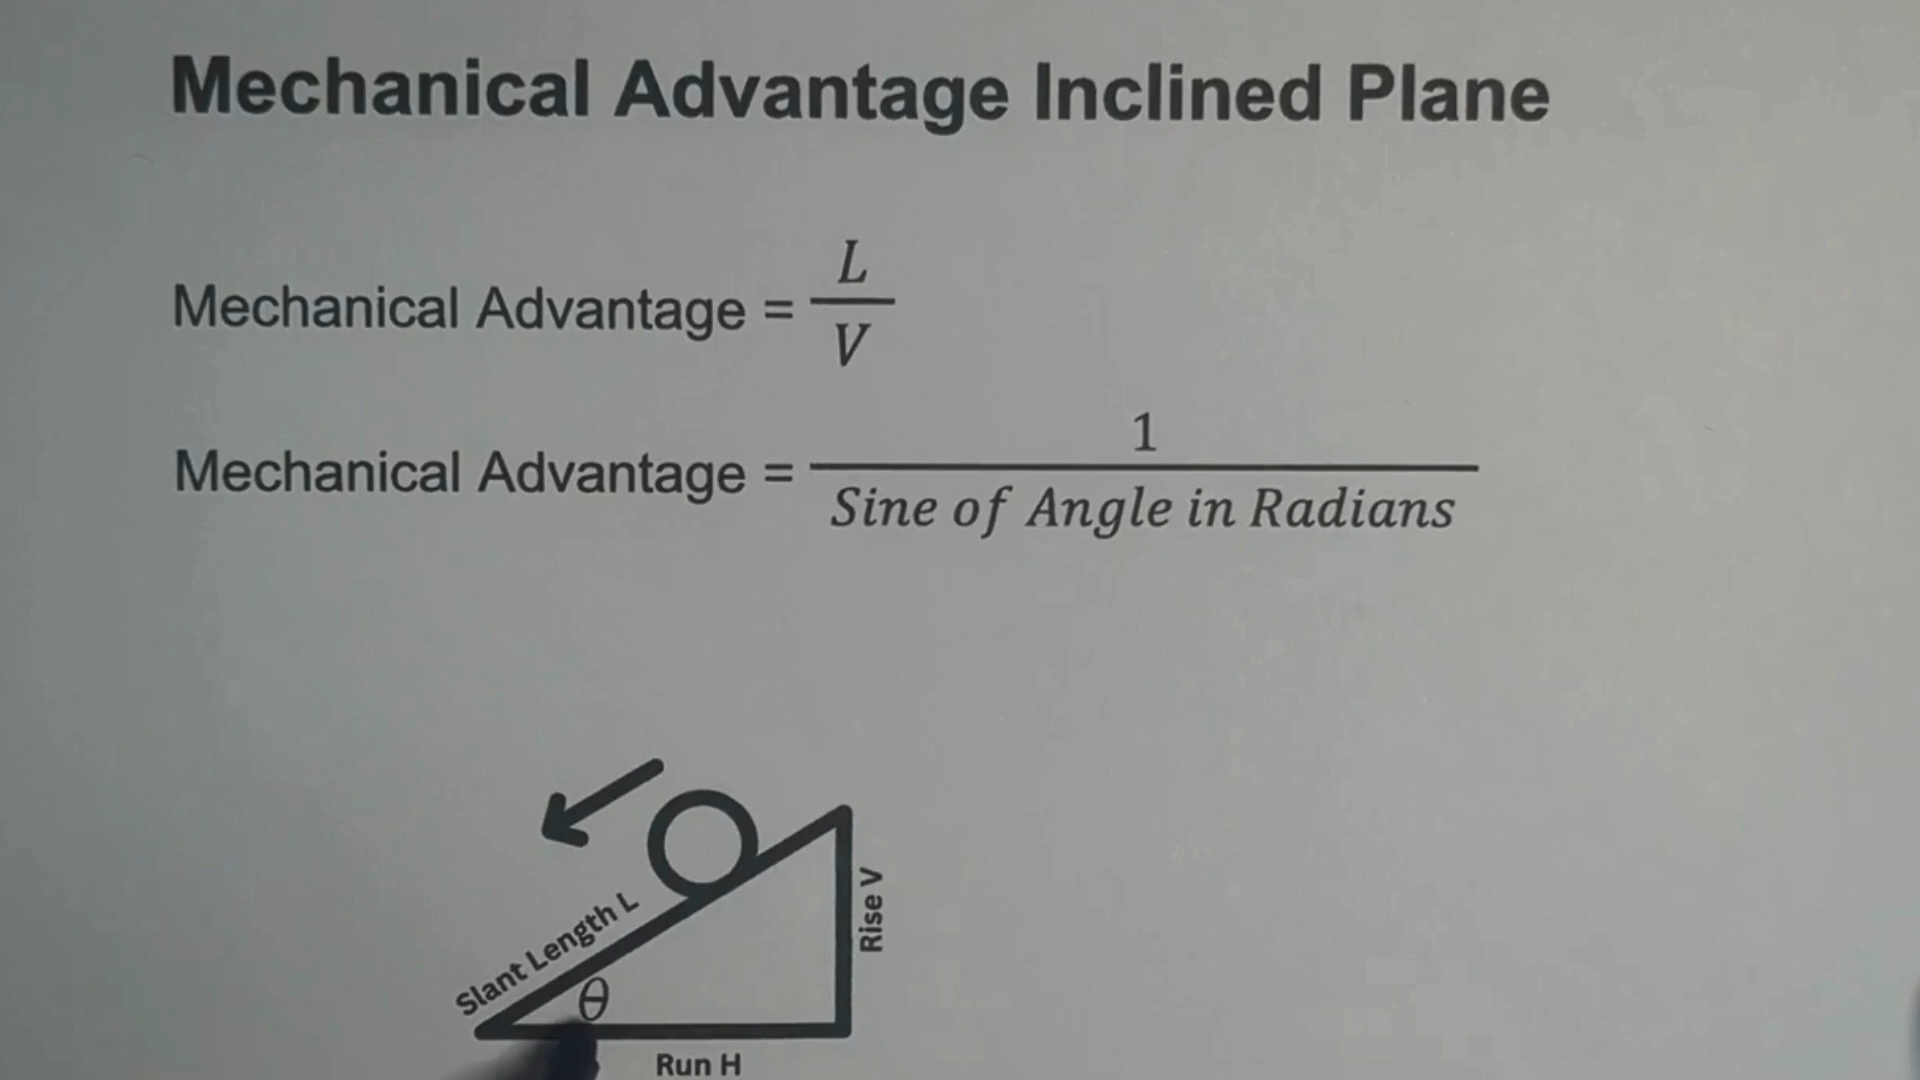 Mechanical Advantage Inclined Plane
Mechanical Advantage = L / V
Mechanical Advantage = 1 / Sine of Angle in Radians
Slant Length L
Rise V
θ
Run H